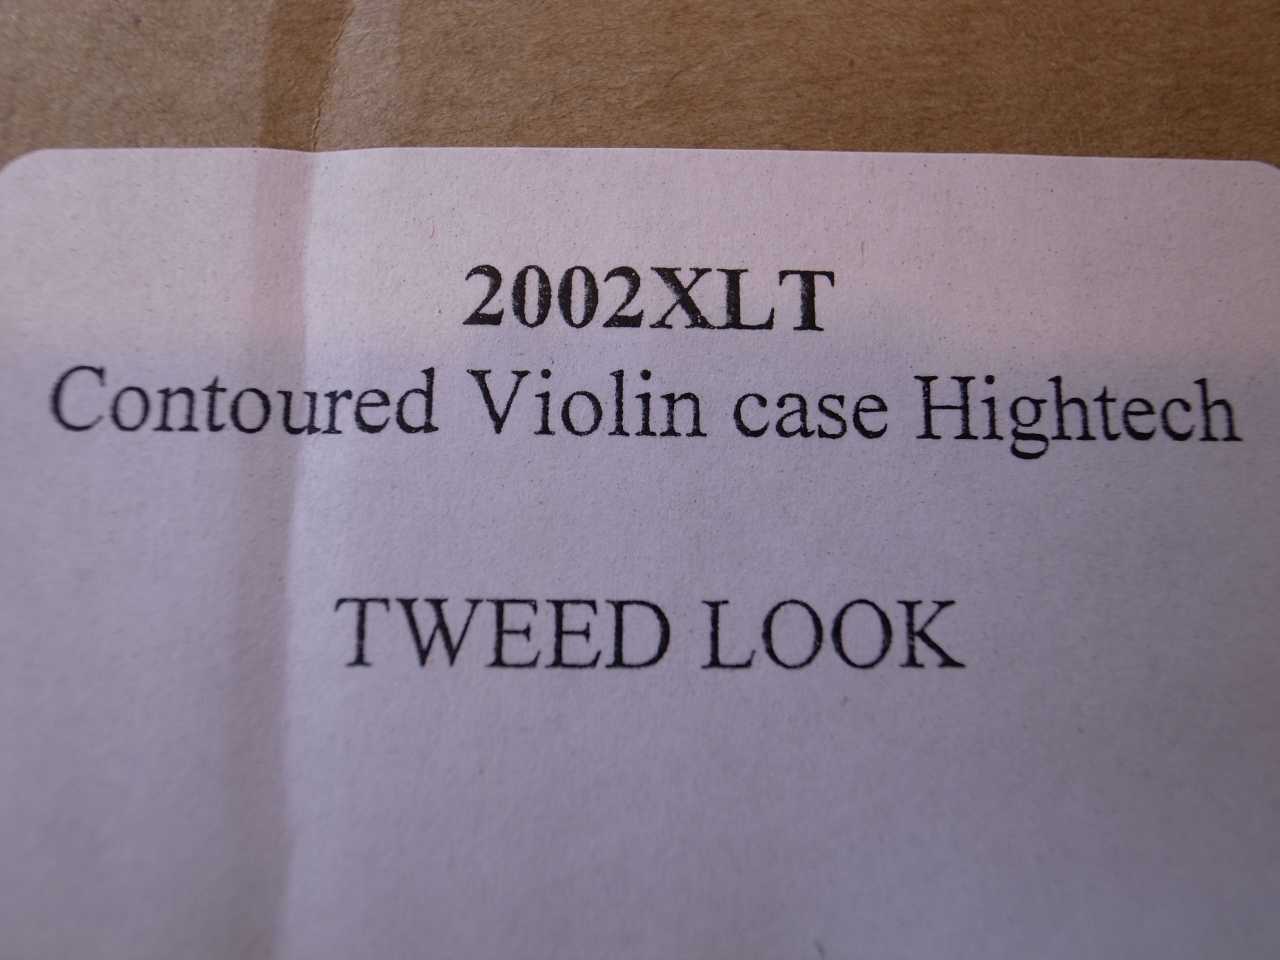 2002XLT
Contoured Violin case Hightech
TWEED LOOK